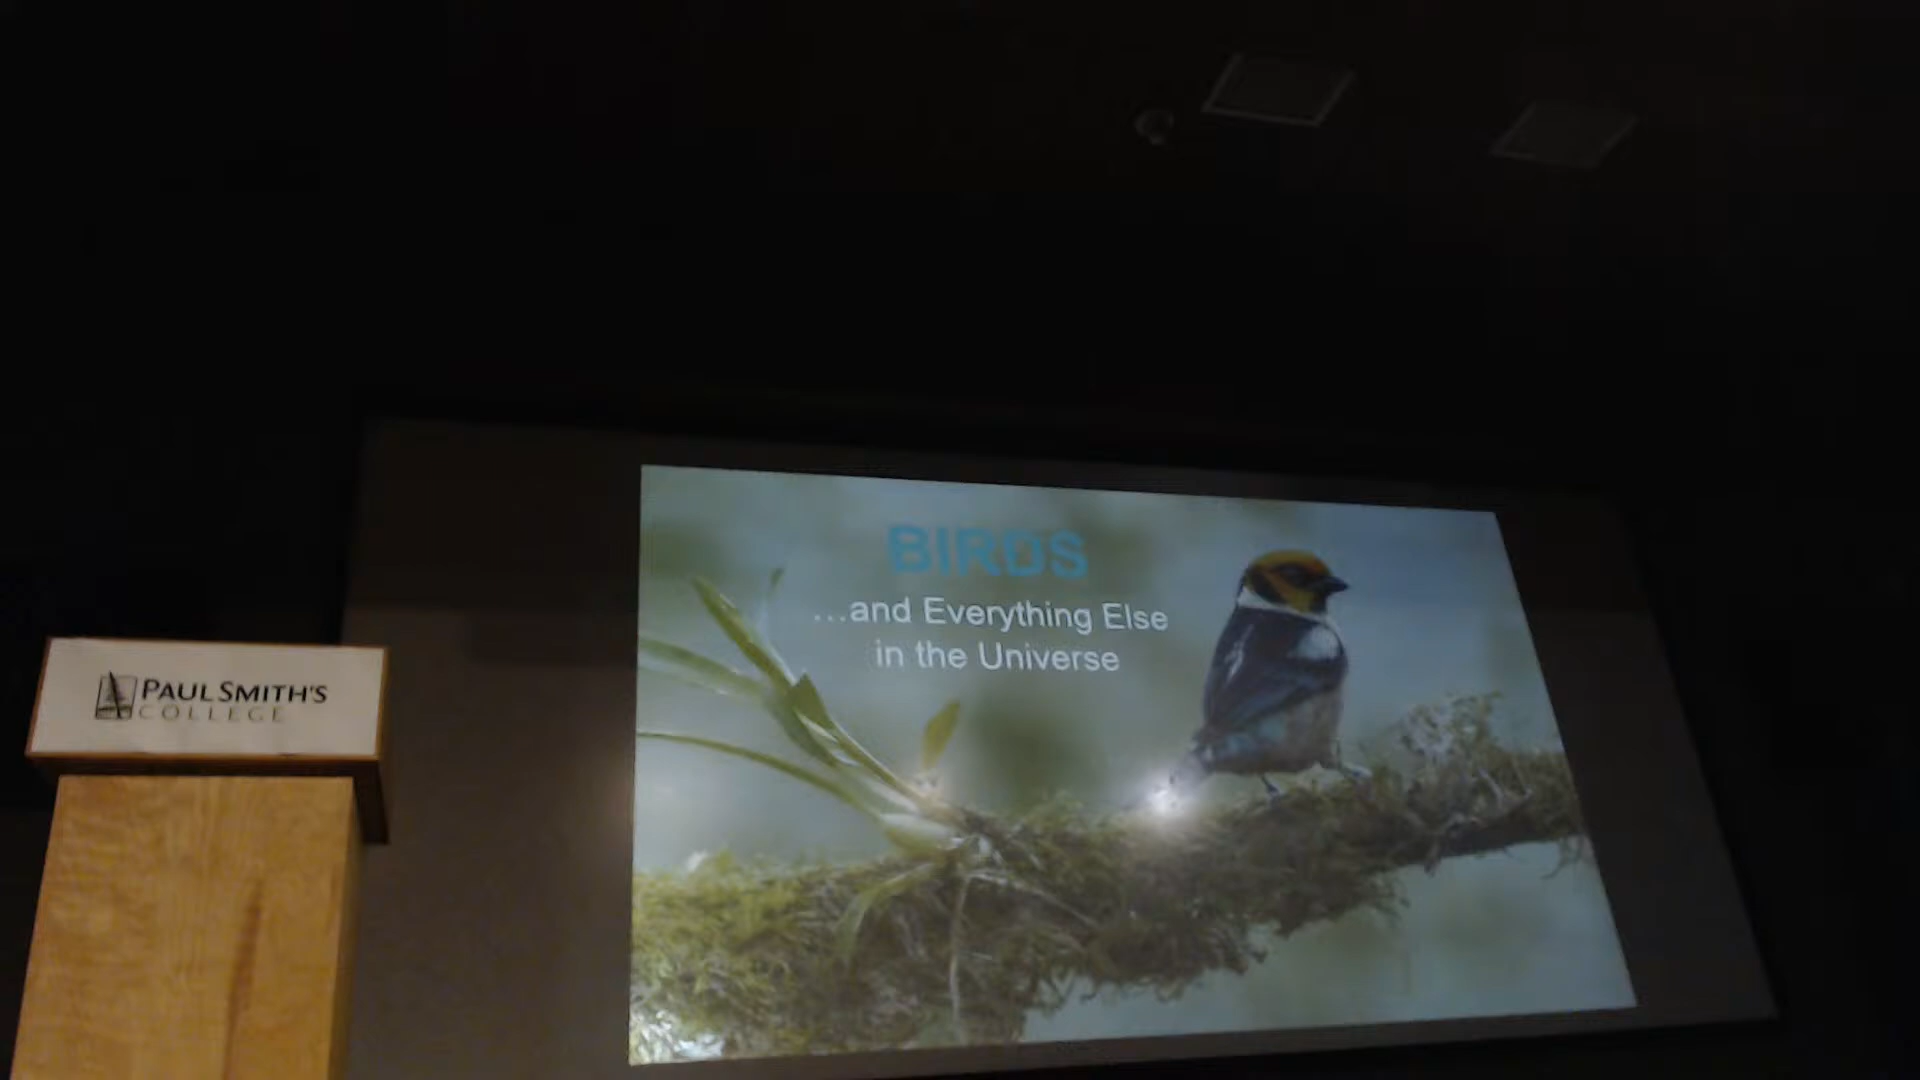 PAUL SMITH'S
COLLEGE
BIRDS
...and Everything Else
in the Universe